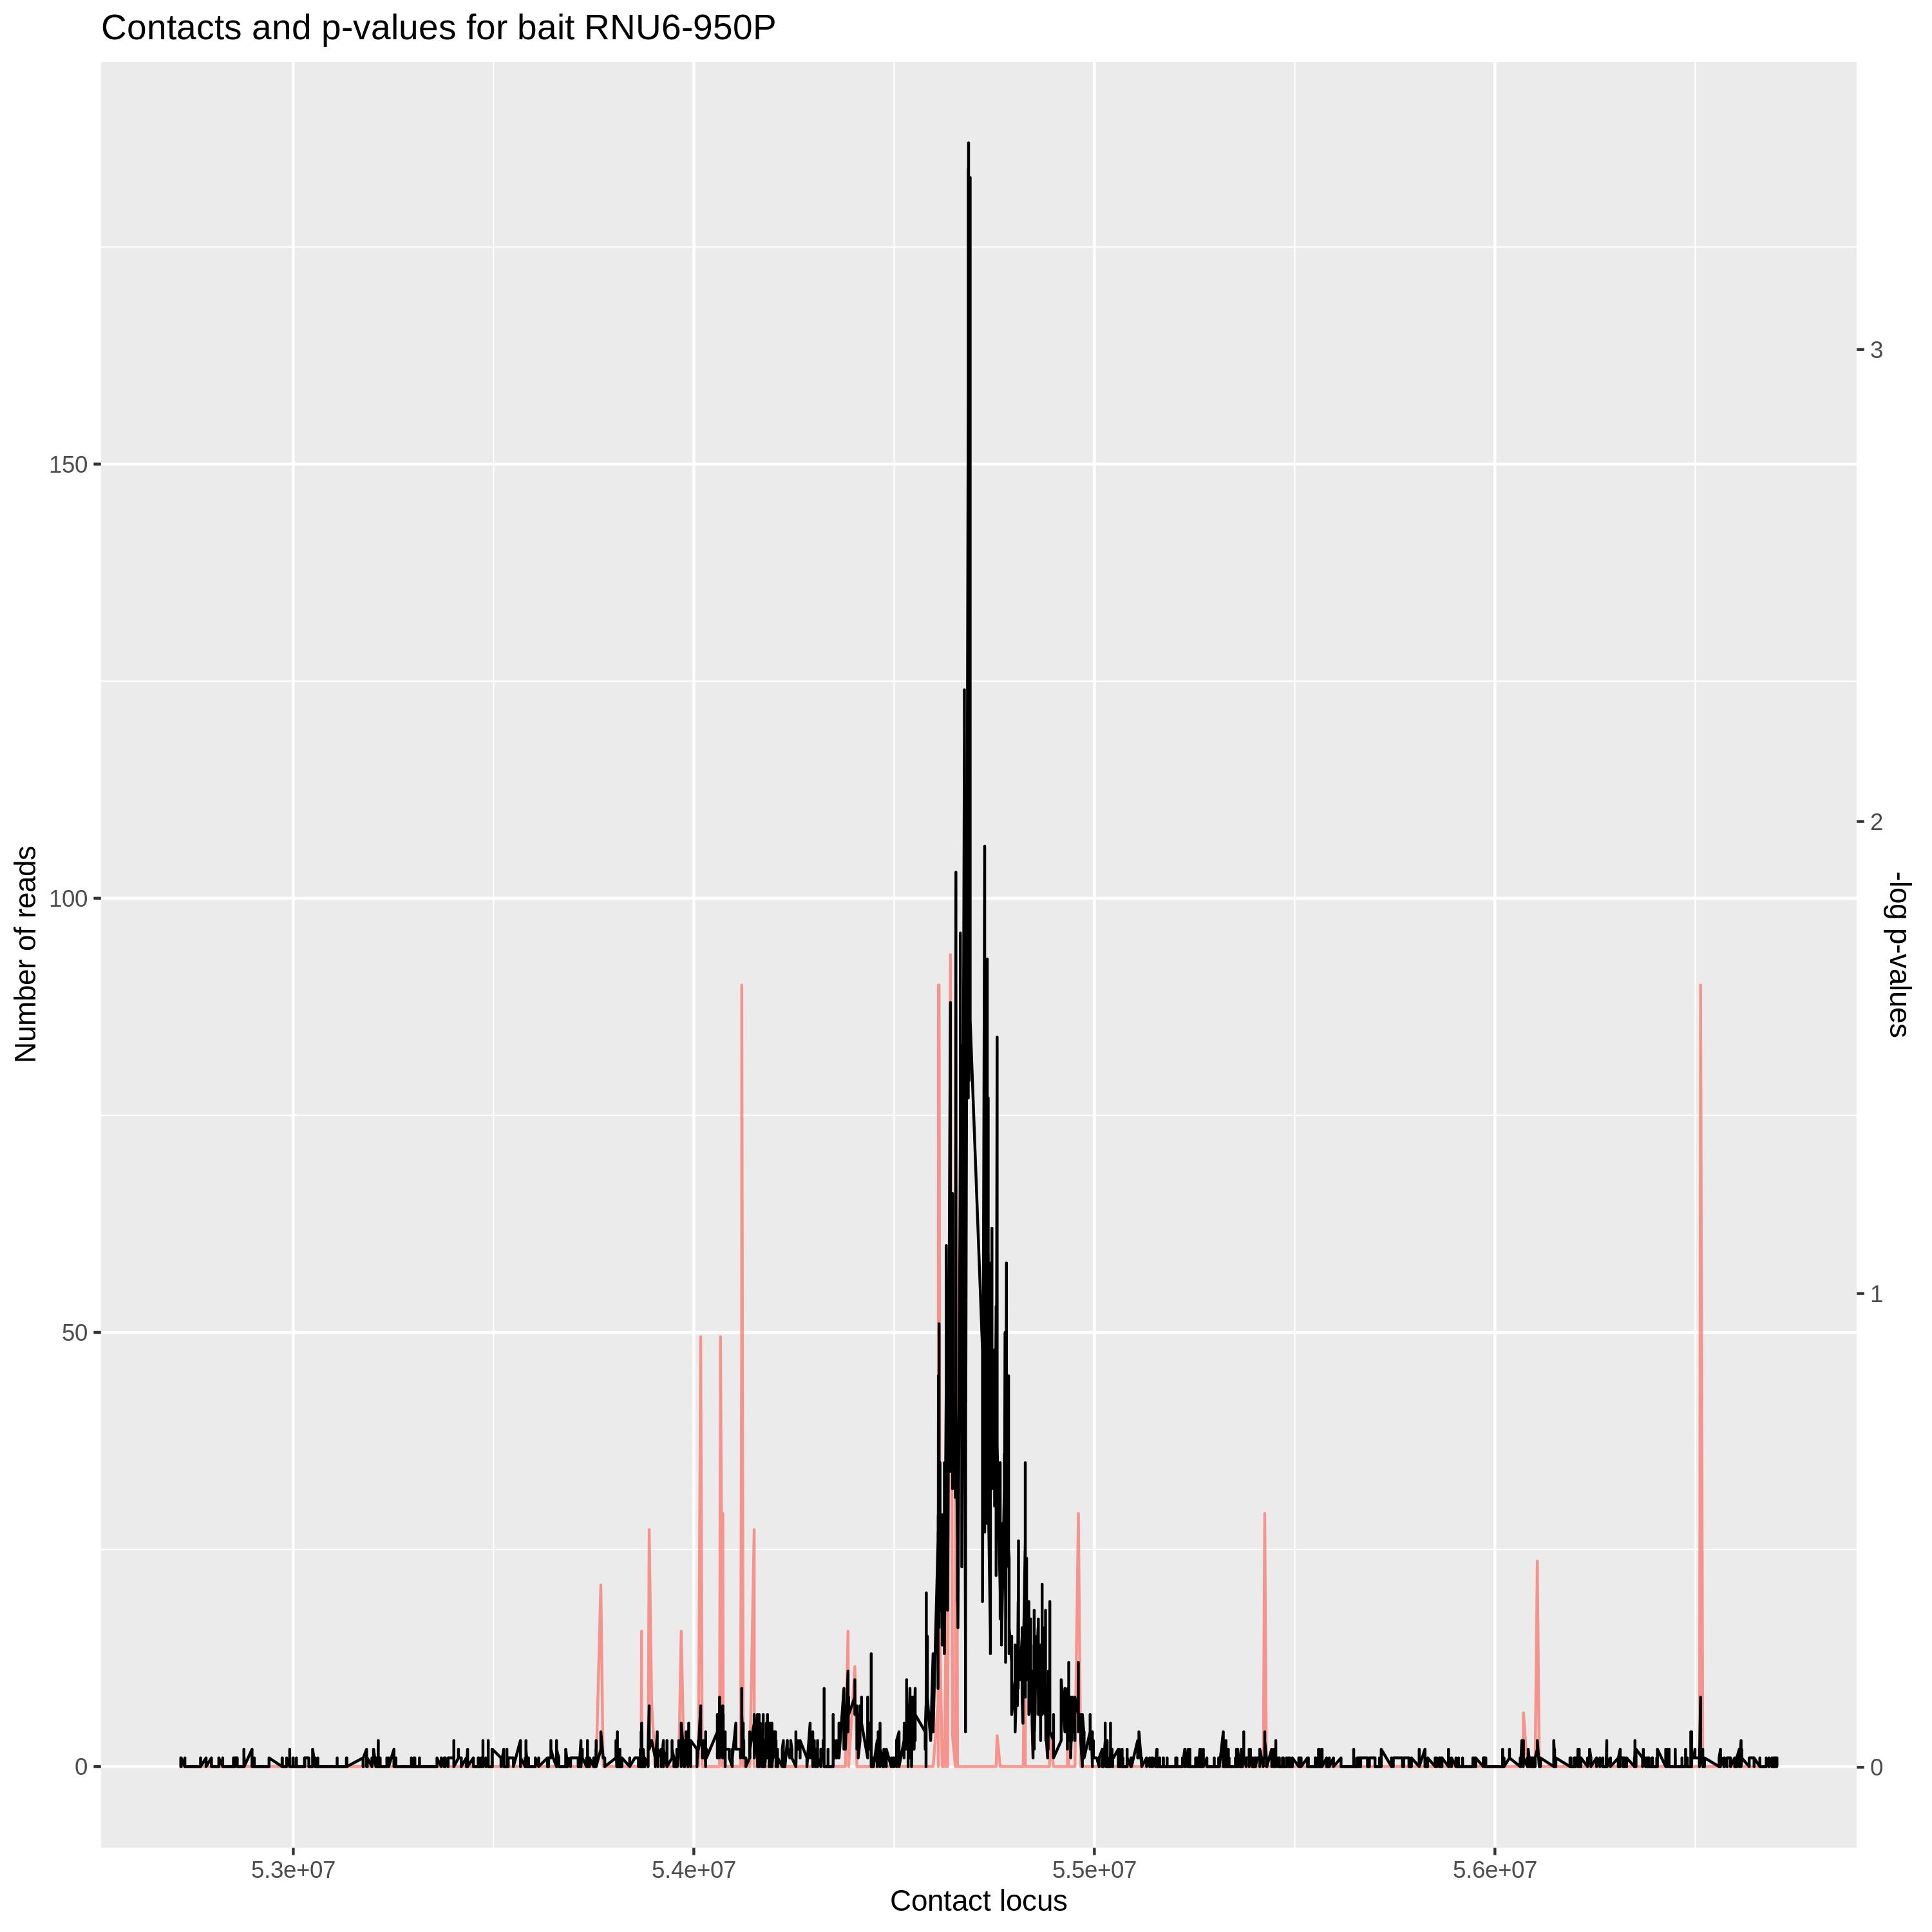 Contacts and p-values for bait RNU6-950P
150
100
50
0
3
2
1
0
Number of reads
-log p-values
5.3e+07
5.4e+07
5.5e+07
5.6e+07
Contact locus